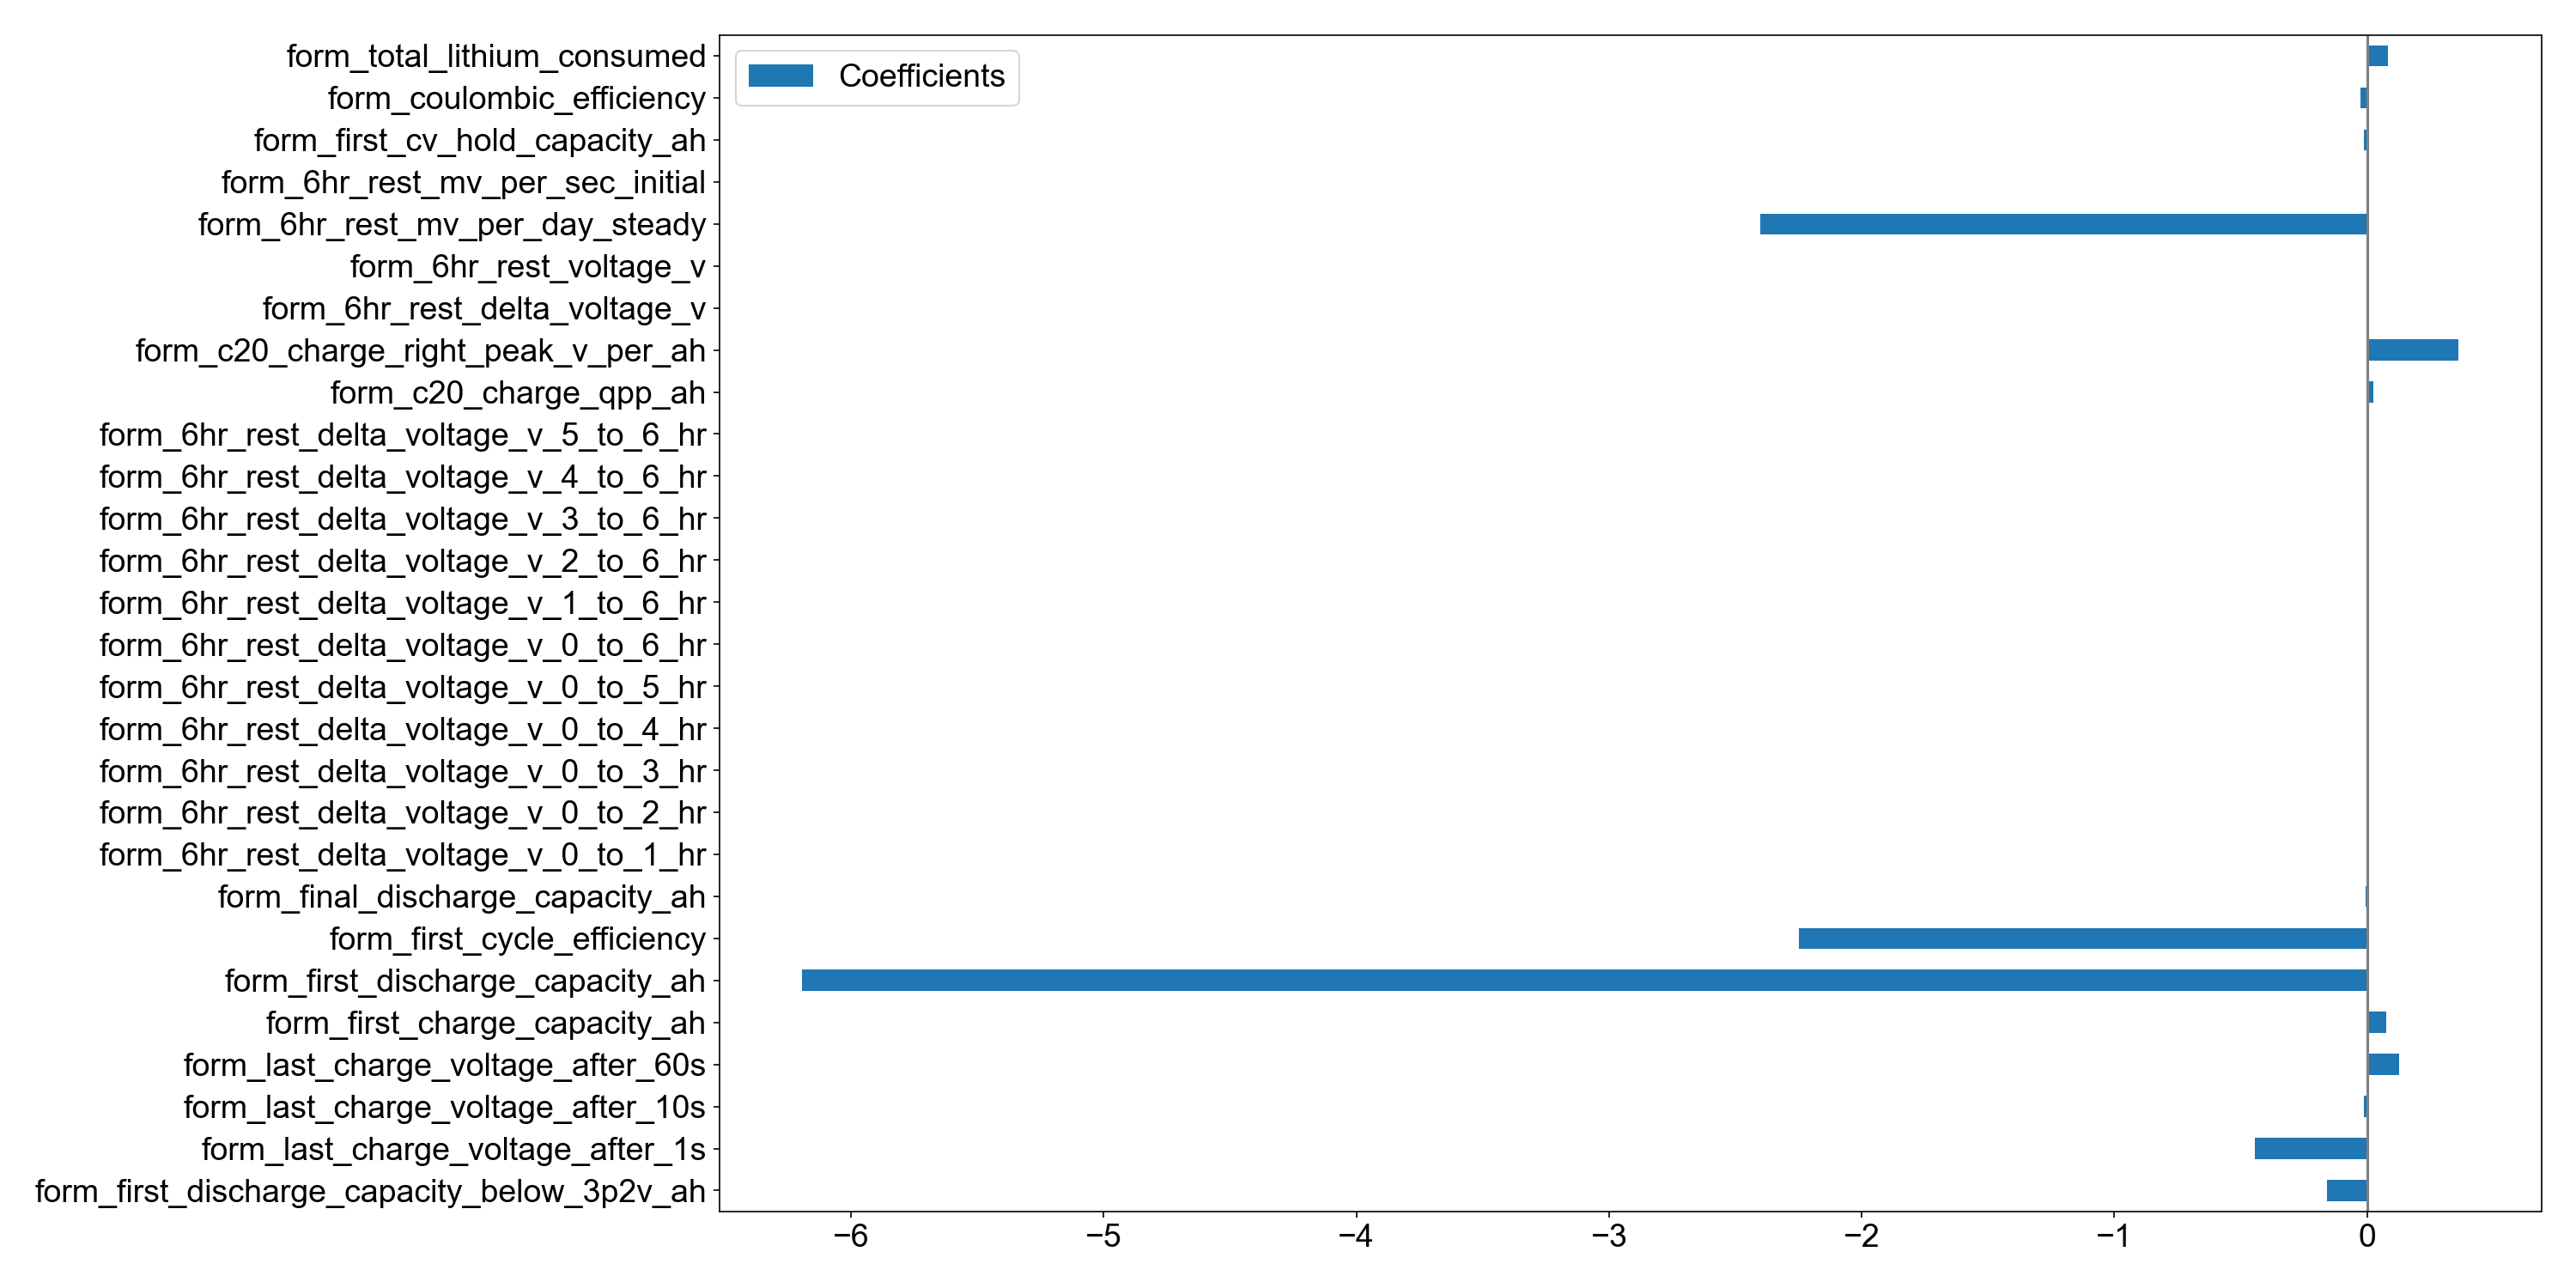 Coefficients
form_total_lithium_consumed
form_coulombic_efficiency
form_first_cv_hold_capacity_ah
form_6hr_rest_mv_per_sec_initial
form_6hr_rest_mv_per_day_steady
form_6hr_rest_voltage_v
form_6hr_rest_delta_voltage_v
form_c20_charge_right_peak_v_per_ah
form_c20_charge_qpp_ah
form_6hr_rest_delta_voltage_v_5_to_6_hr
form_6hr_rest_delta_voltage_v_4_to_6_hr
form_6hr_rest_delta_voltage_v_3_to_6_hr
form_6hr_rest_delta_voltage_v_2_to_6_hr
form_6hr_rest_delta_voltage_v_1_to_6_hr
form_6hr_rest_delta_voltage_v_0_to_6_hr
form_6hr_rest_delta_voltage_v_0_to_5_hr
form_6hr_rest_delta_voltage_v_0_to_4_hr
form_6hr_rest_delta_voltage_v_0_to_3_hr
form_6hr_rest_delta_voltage_v_0_to_2_hr
form_6hr_rest_delta_voltage_v_0_to_1_hr
form_final_discharge_capacity_ah
form_first_cycle_efficiency
form_first_discharge_capacity_ah
form_first_charge_capacity_ah
form_last_charge_voltage_after_60s
form_last_charge_voltage_after_10s
form_last_charge_voltage_after_1s
form_first_discharge_capacity_below_3p2v_ah
−6 −5 −4 −3 −2 −1 0